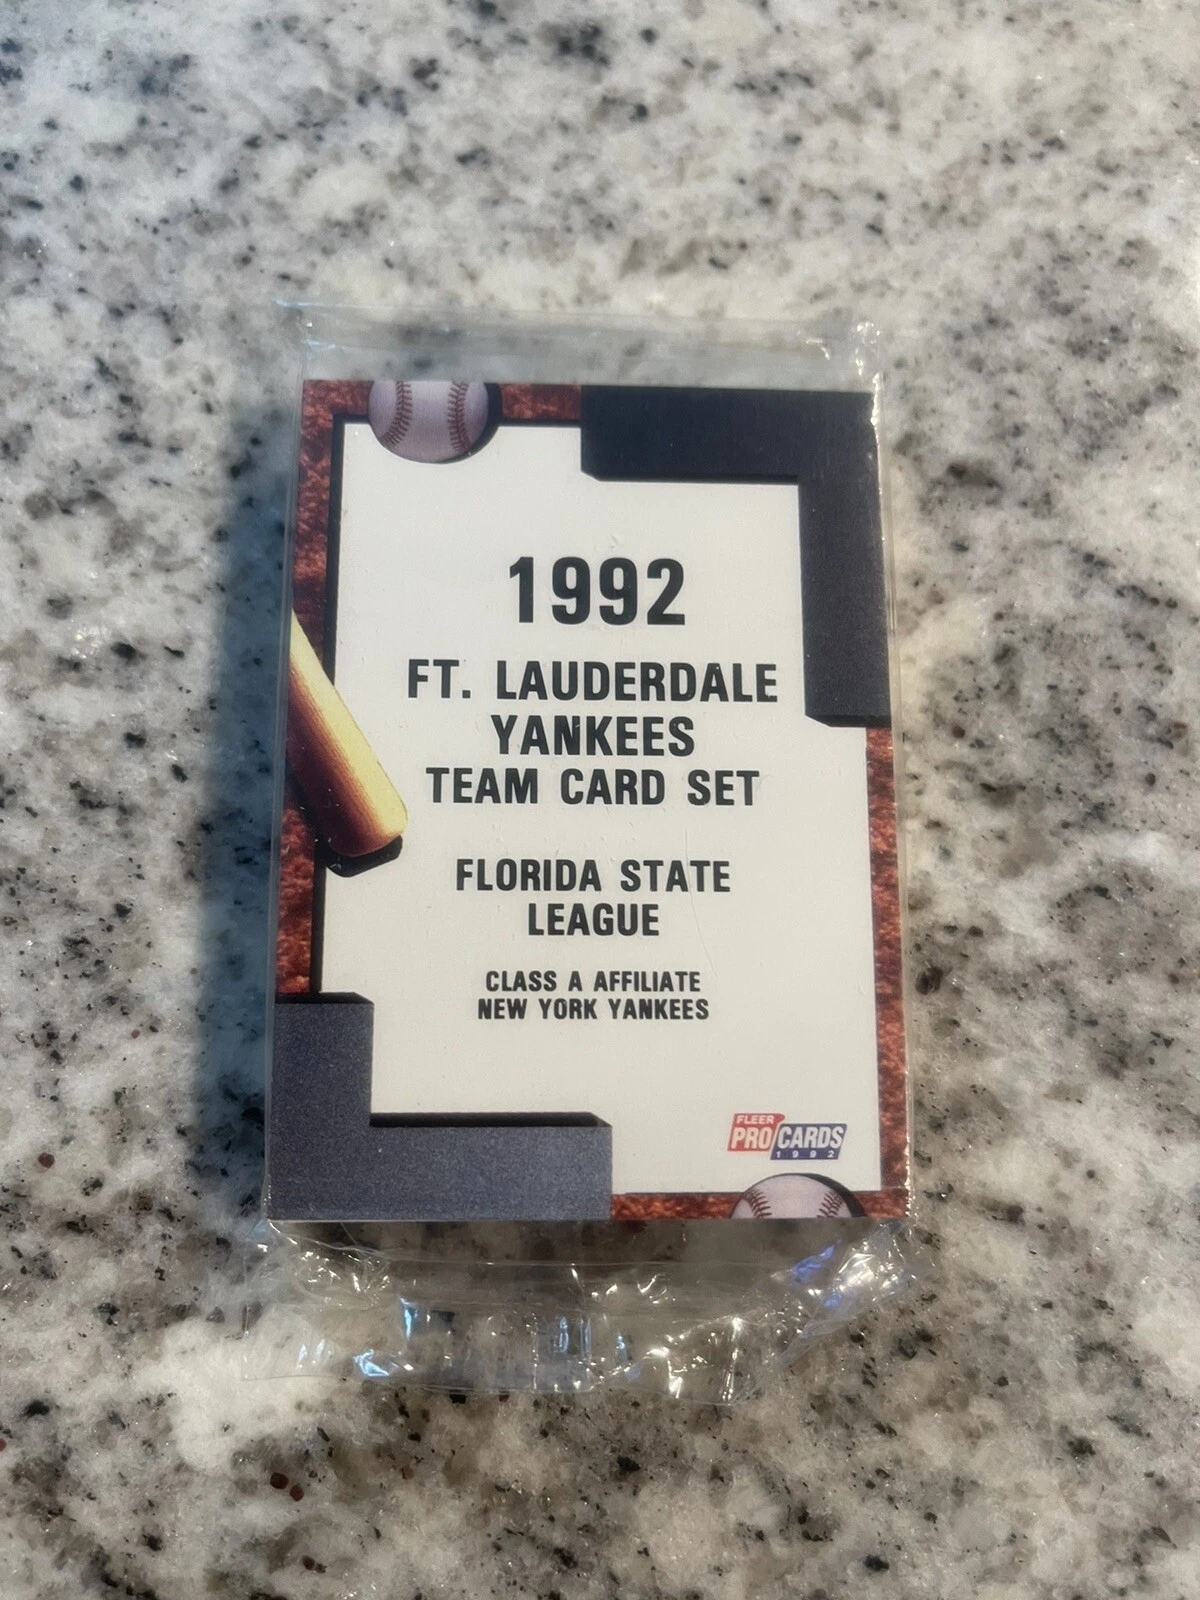 1992
FT. LAUDERDALE
YANKEES
TEAM CARD SET
FLORIDA STATE
LEAGUE
CLASS A AFFILIATE
NEW YORK YANKEES
FLEER
PRO CARDS
1992